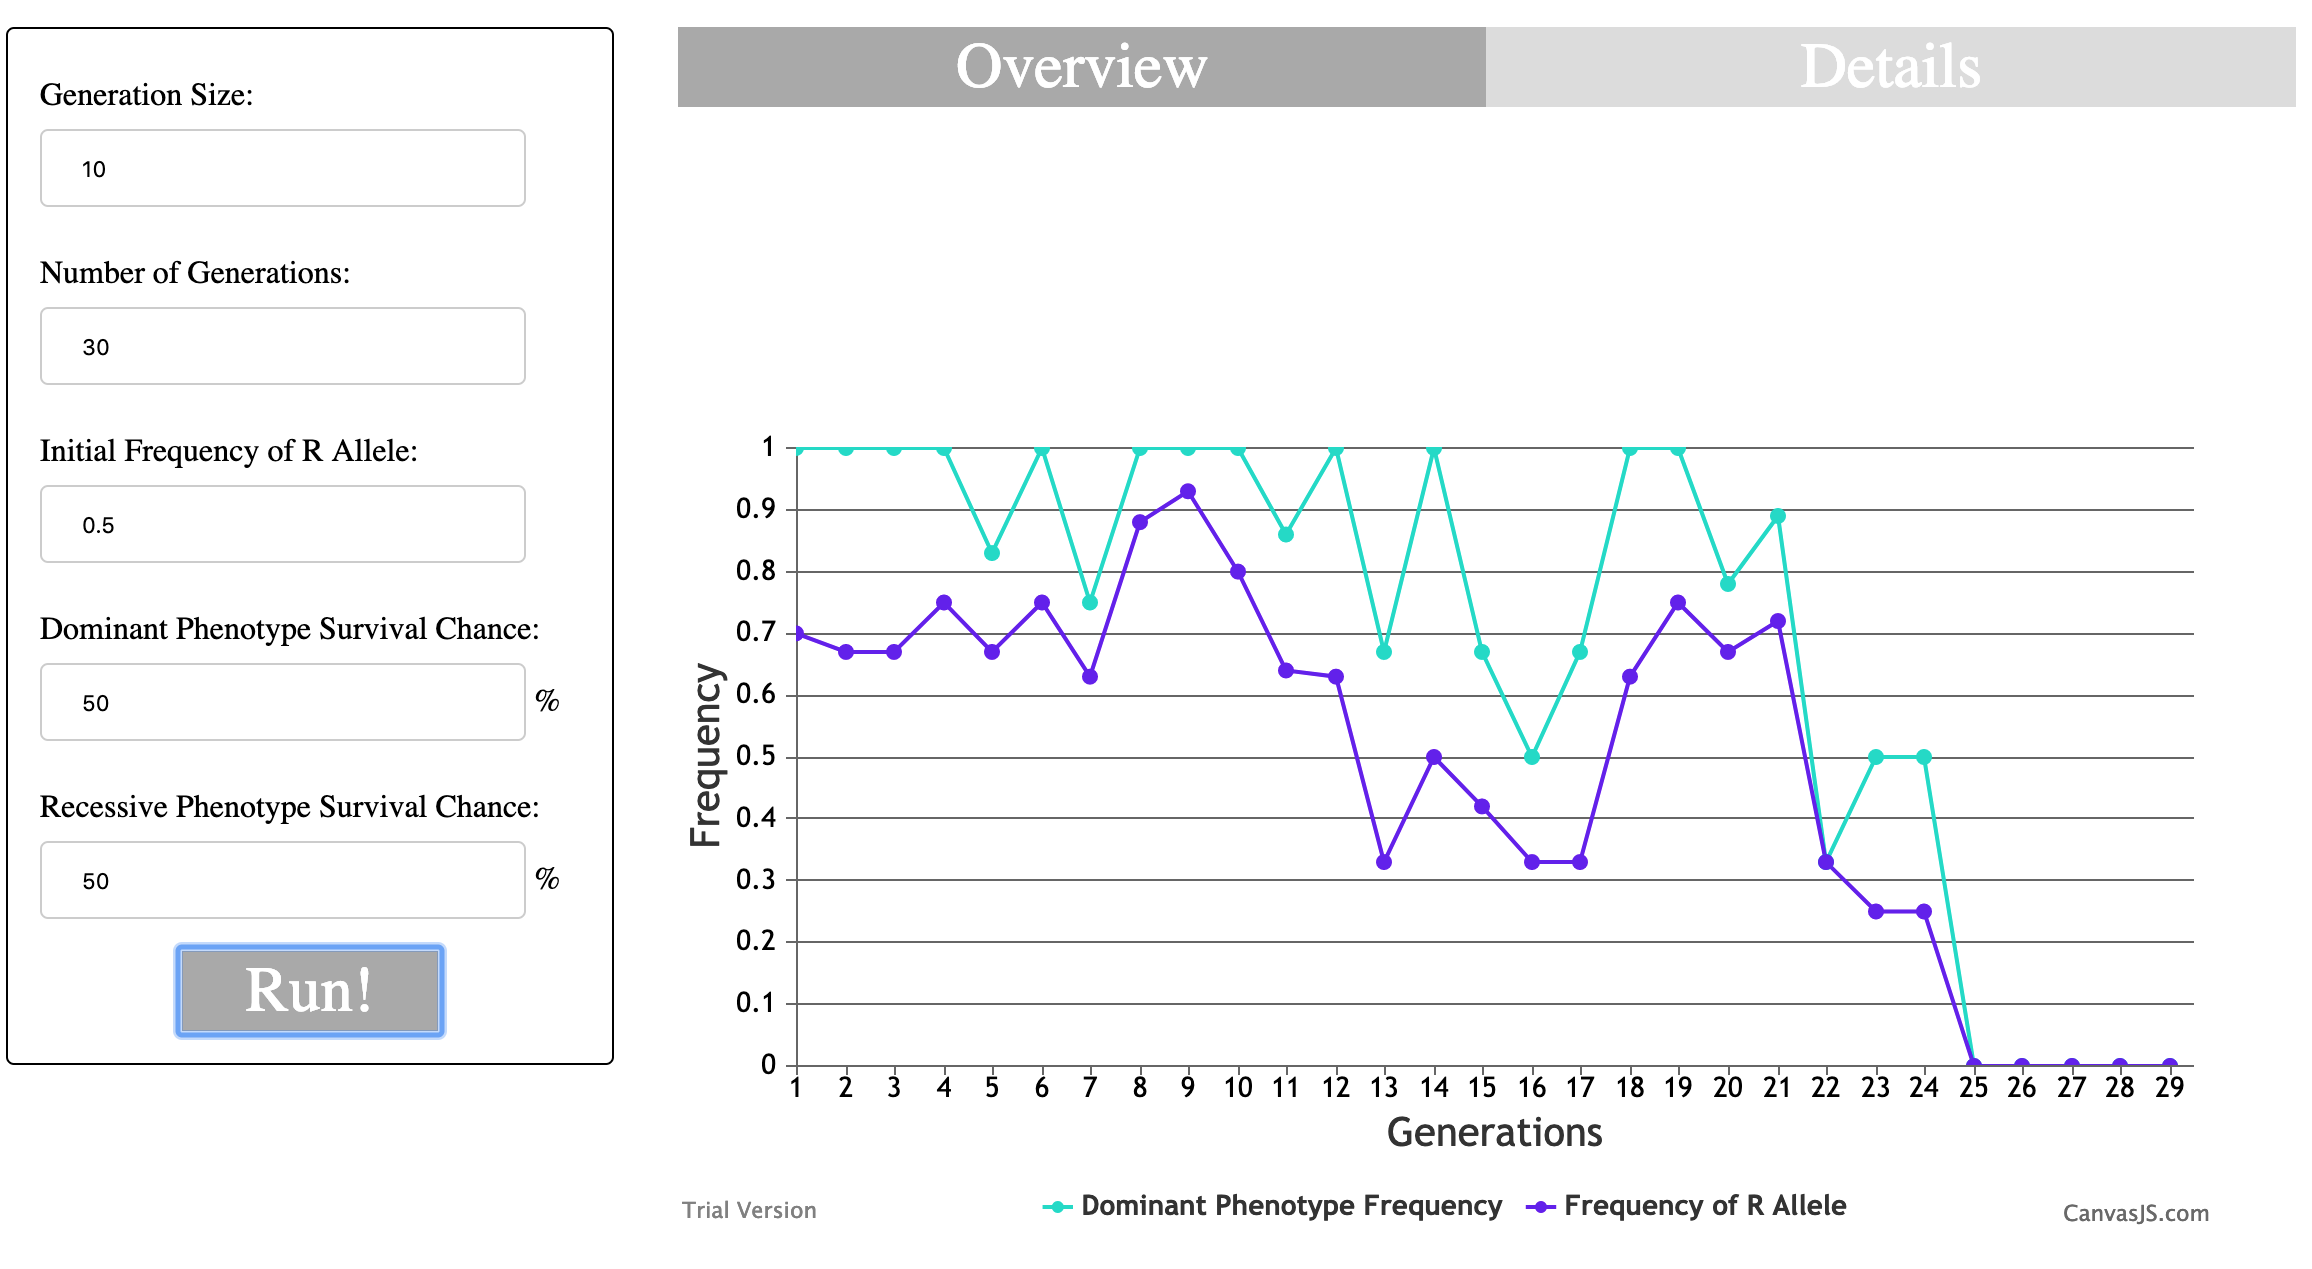 Generation Size:
10
Number of Generations:
30
Initial Frequency of R Allele:
0.5
Dominant Phenotype Survival Chance:
50 %
Recessive Phenotype Survival Chance:
50 %
Run!
Overview Details
1
0.9
0.8
0.7
0.6
0.5
0.4
0.3
0.2
0.1
0
Frequency
1 2 3 4 5 6 7 8 9 10 11 12 13 14 15 16 17 18 19 20 21 22 23 24 25 26 27 28 29
Generations
Trial Version
Dominant Phenotype Frequency Frequency of R Allele
CanvasJS.com